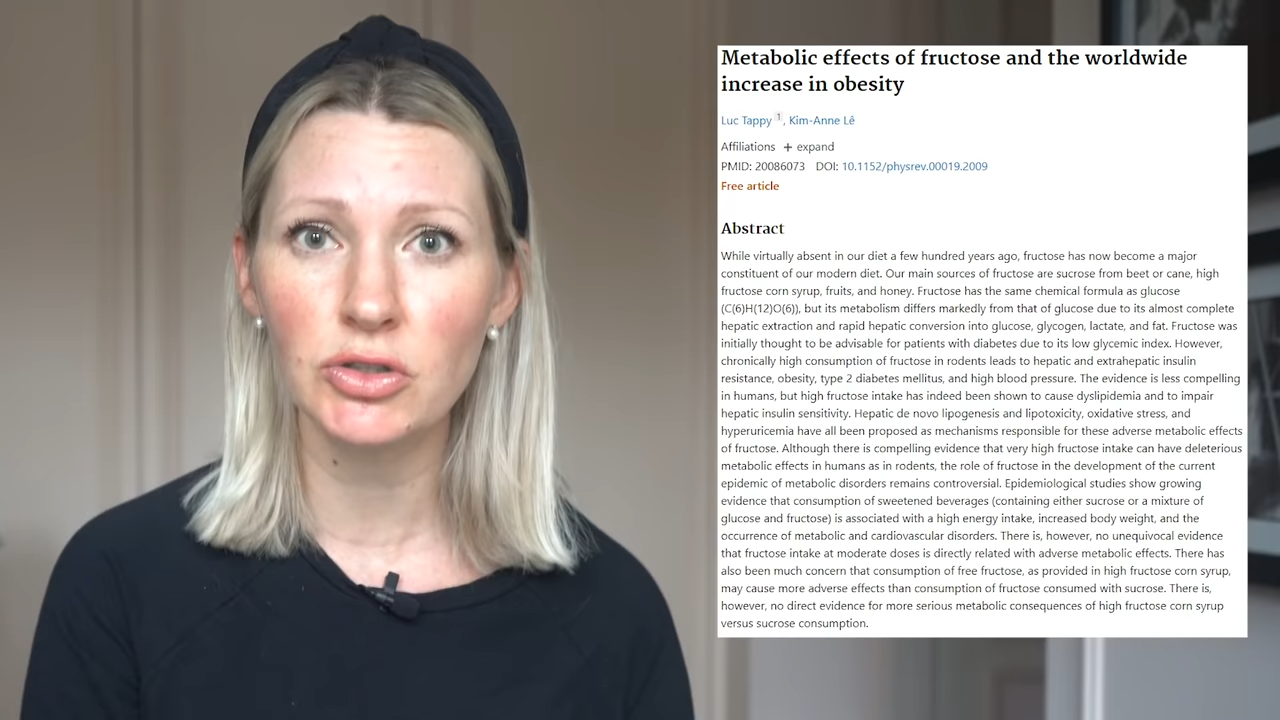 Metabolic effects of fructose and the worldwide
increase in obesity
Luc Tappy 1, Kim-Anne Lê
Affiliations + expand
PMID: 20086073 DOI: 10.1152/physrev.00019.2009
Free article
Abstract
While virtually absent in our diet a few hundred years ago, fructose has now become a major
constituent of our modern diet. Our main sources of fructose are sucrose from beet or cane, high
fructose corn syrup, fruits, and honey. Fructose has the same chemical formula as glucose
(C(6)H(12)O(6)), but its metabolism differs markedly from that of glucose due to its almost complete
hepatic extraction and rapid hepatic conversion into glucose, glycogen, lactate, and fat. Fructose was
initially thought to be advisable for patients with diabetes due to its low glycemic index. However,
chronically high consumption of fructose in rodents leads to hepatic and extrahepatic insulin
resistance, obesity, type 2 diabetes mellitus, and high blood pressure. The evidence is less compelling
in humans, but high fructose intake has indeed been shown to cause dyslipidemia and to impair
hepatic insulin sensitivity. Hepatic de novo lipogenesis and lipotoxicity, oxidative stress, and
hyperuricemia have all been proposed as mechanisms responsible for these adverse metabolic effects
of fructose. Although there is compelling evidence that very high fructose intake can have deleterious
metabolic effects in humans as in rodents, the role of fructose in the development of the current
epidemic of metabolic disorders remains controversial. Epidemiological studies show growing
evidence that consumption of sweetened beverages (containing either sucrose or a mixture of
glucose and fructose) is associated with a high energy intake, increased body weight, and the
occurrence of metabolic and cardiovascular disorders. There is, however, no unequivocal evidence
that fructose intake at moderate doses is directly related with adverse metabolic effects. There has
also been much concern that consumption of free fructose, as provided in high fructose corn syrup,
may cause more adverse effects than consumption of fructose consumed with sucrose. There is,
however, no direct evidence for more serious metabolic consequences of high fructose corn syrup
versus sucrose consumption.